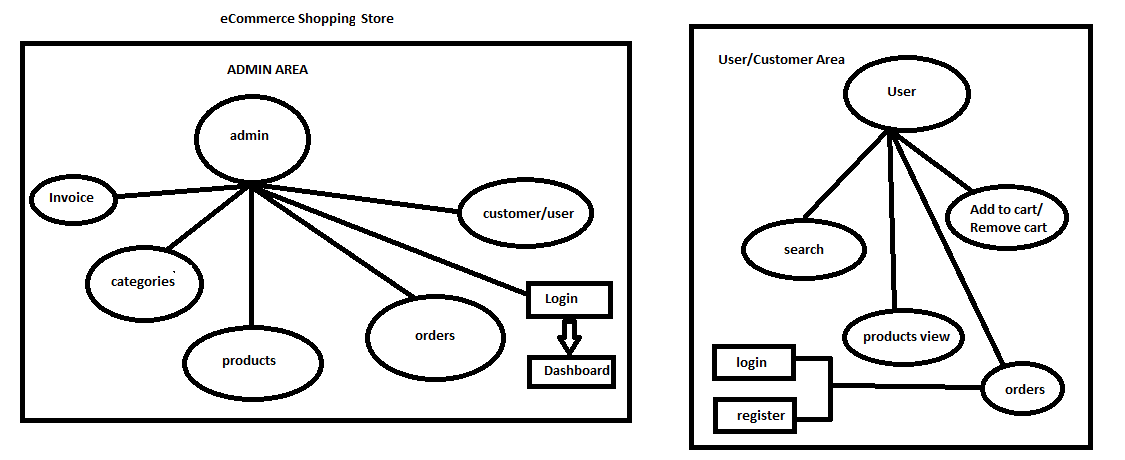 eCommerce Shopping Store
ADMIN AREA
admin
Invoice
customer/user
categories
Login
orders
products
Dashboard
User/Customer Area
User
Add to cart/
Remove cart
search
products view
login
orders
register